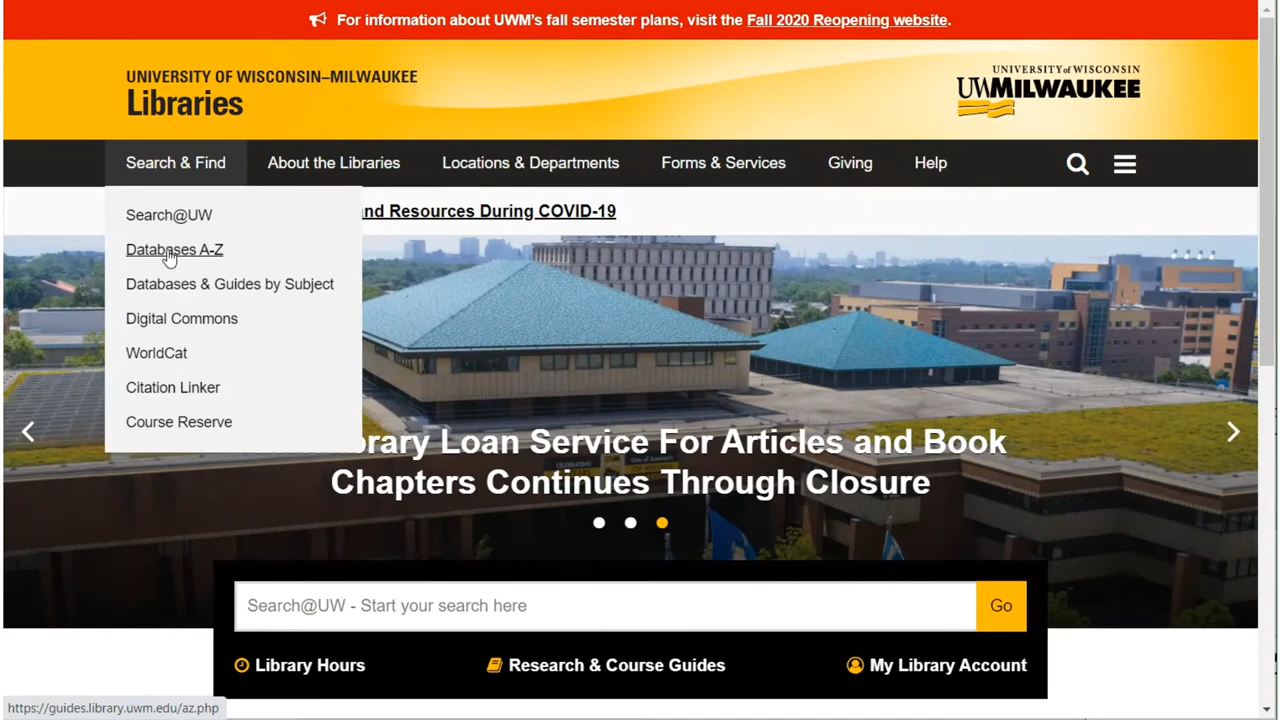 For information about UWM's fall semester plans, visit the Fall 2020 Reopening website.
UNIVERSITY OF WISCONSIN–MILWAUKEE
Libraries
UNIVERSITY of WISCONSIN
UWMILWAUKEE
Search & Find
About the Libraries
Locations & Departments
Forms & Services
Giving
Help
Search@UW
Databases A-Z
Databases & Guides by Subject
Digital Commons
WorldCat
Citation Linker
Course Reserve
and Resources During COVID-19
brary Loan Service For Articles and Book
Chapters Continues Through Closure
Search@UW - Start your search here
Go
Library Hours
Research & Course Guides
My Library Account
https://guides.library.uwm.edu/az.php